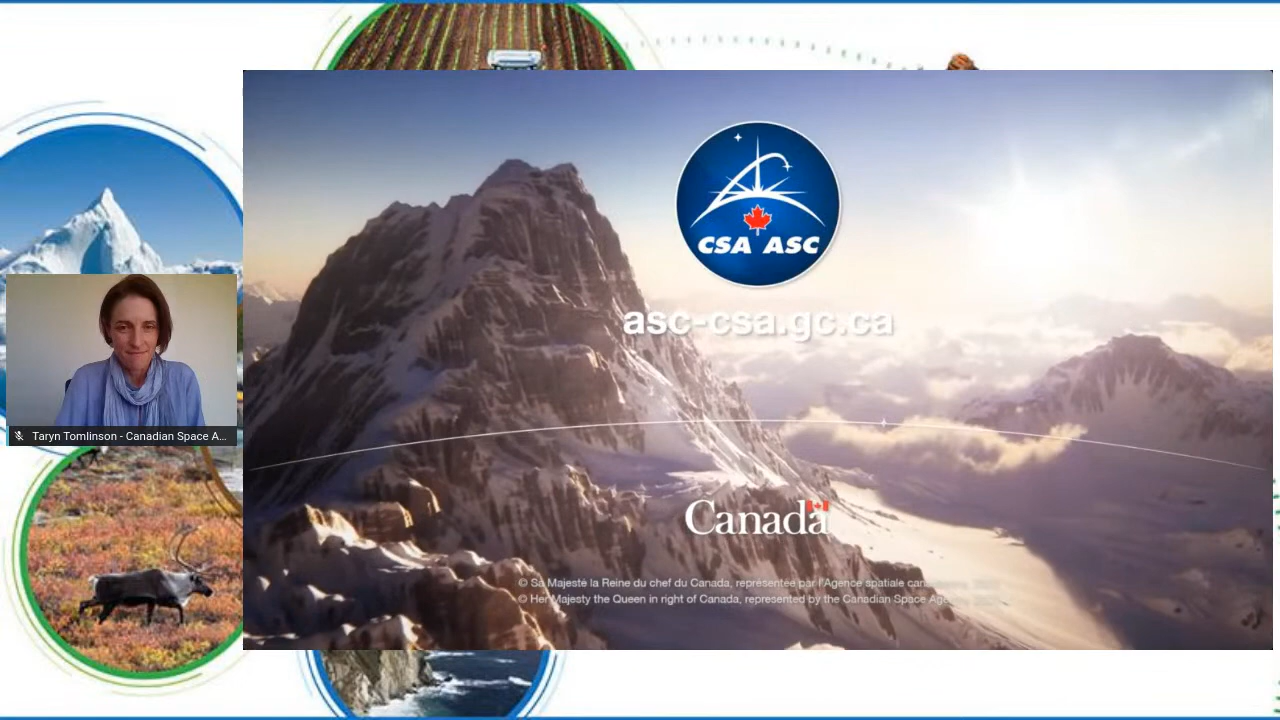 CSA ASC
asc-csa.gc.ca
Taryn Tomlinson - Canadian Space A...
Canada
© Sa Majesté la Reine du chef du Canada, représentée par l'Agence spatiale
© Her Majesty the Queen in right of Canada, represented by the Canadian Space